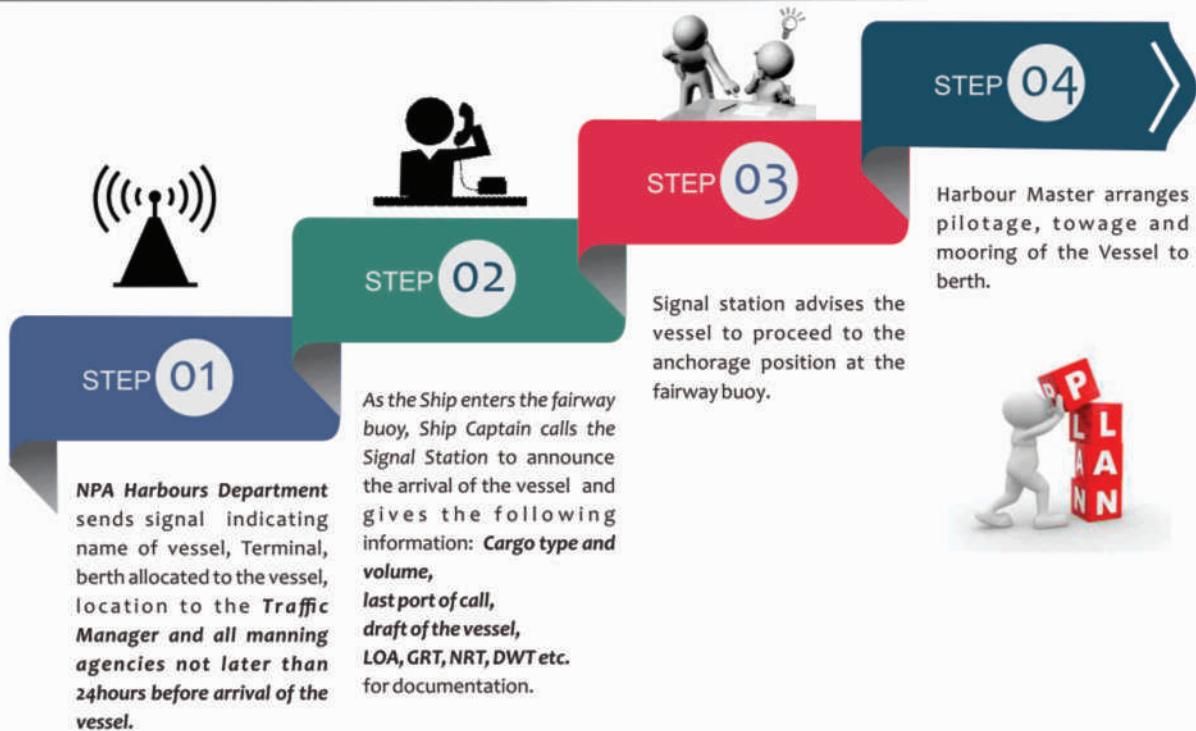 STEP 01
NPA Harbours Department
sends signal indicating
name of vessel, Terminal,
berth allocated to the vessel,
location to the Traffic
Manager and all manning
agencies not later than
24hours before arrival of the
vessel.
STEP 02
As the Ship enters the fairway
buoy, Ship Captain calls the
Signal Station to announce
the arrival of the vessel and
gives the following
information: Cargo type and
volume,
last port of call,
draft of the vessel,
LOA, GRT, NRT, DWT etc.
for documentation.
STEP 03
Signal station advises the
vessel to proceed to the
anchorage position at the
fairway buoy.
STEP 04
Harbour Master arranges
pilotage, towage and
mooring of the Vessel to
berth.
PLAN
PLAN